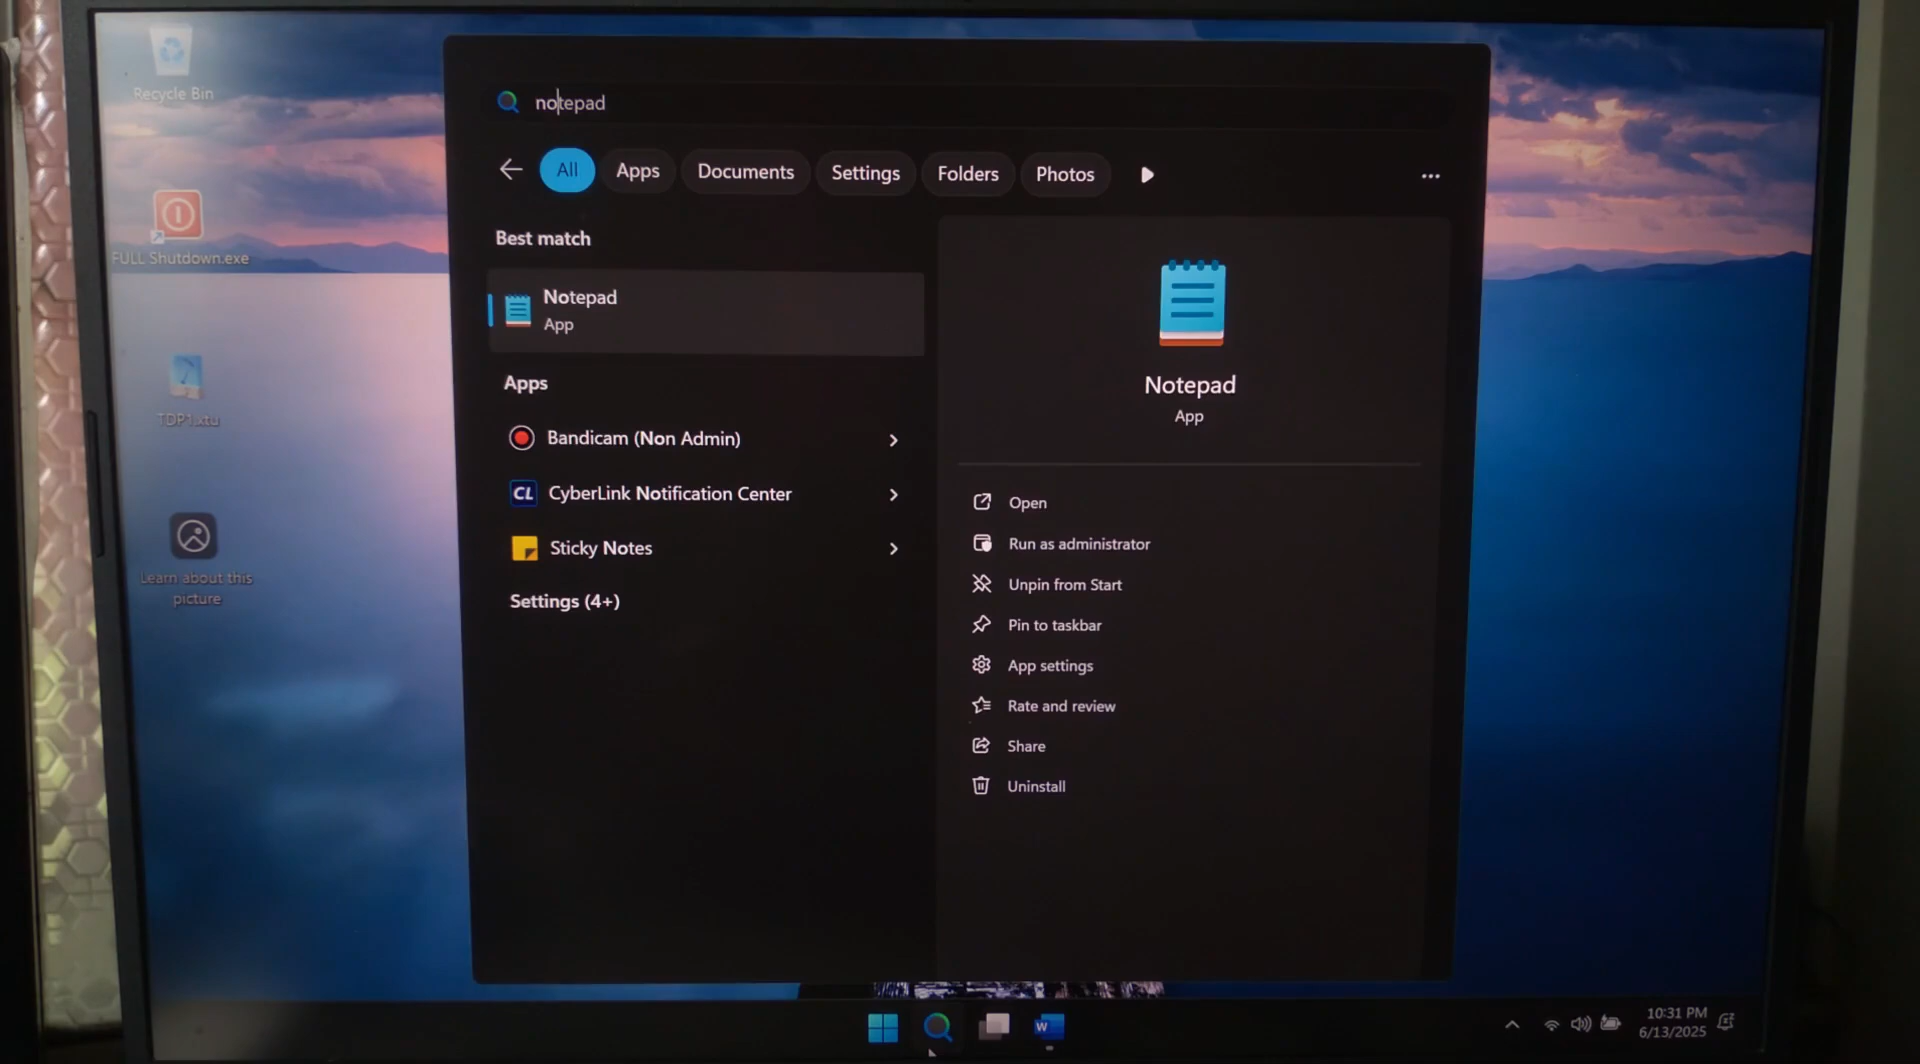 Recycle Bin
FULL Shutdown.exe
TDP1.xtu
Learn about this
picture
notepad
All
Apps
Documents
Settings
Folders
Photos
Best match
Notepad
App
Apps
Bandicam (Non Admin)
CL
CyberLink Notification Center
Sticky Notes
Settings (4+)
Notepad
App
Open
Run as administrator
Unpin from Start
Pin to taskbar
App settings
Rate and review
Share
Uninstall
W
10:31 PM
6/13/2025